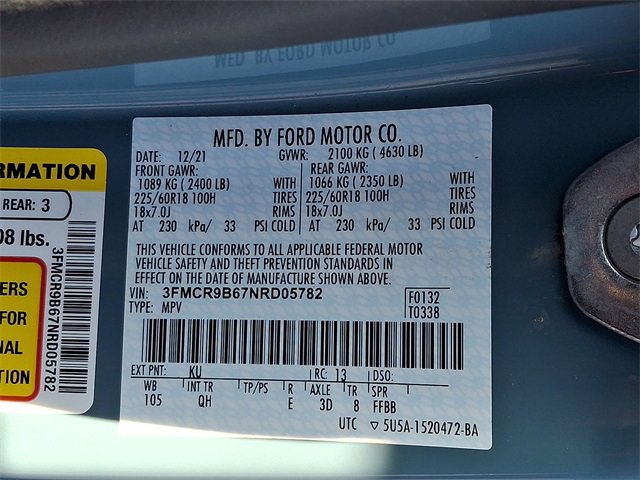 WED BY FORD MOTOR CO
MFD. BY FORD MOTOR CO.
DATE: 12/21 GVWR: 2100 KG ( 4630 LB)
FRONT GAWR: REAR GAWR:
1089 KG ( 2400 LB) WITH 1066 KG ( 2350 LB) WITH
225/60R18 100H TIRES 225/60R18 100H TIRES
18x7.0J RIMS 18x7.0J RIMS
AT 230 kPa/ 33 PSI COLD AT 230 kPa/ 33 PSI COLD
THIS VEHICLE CONFORMS TO ALL APPLICABLE FEDERAL MOTOR
VEHICLE SAFETY AND THEFT PREVENTION STANDARDS IN
EFFECT ON THE DATE OF MANUFACTURE SHOWN ABOVE.
VIN: 3FMCR9B67NRD05782 F0132
TYPE: MPV T0338
EXT PNT: KU RC: 13 DSO:
WB INT TR TP/PS R AXLE TR SPR
105 QH E 3D 8 FFBB
UTC ▽ 5U5A-1520472-BA
RMATION
REAR: 3
08 lbs.
ERS
FOR
NAL
TION
3FMCR9B67NRD05782